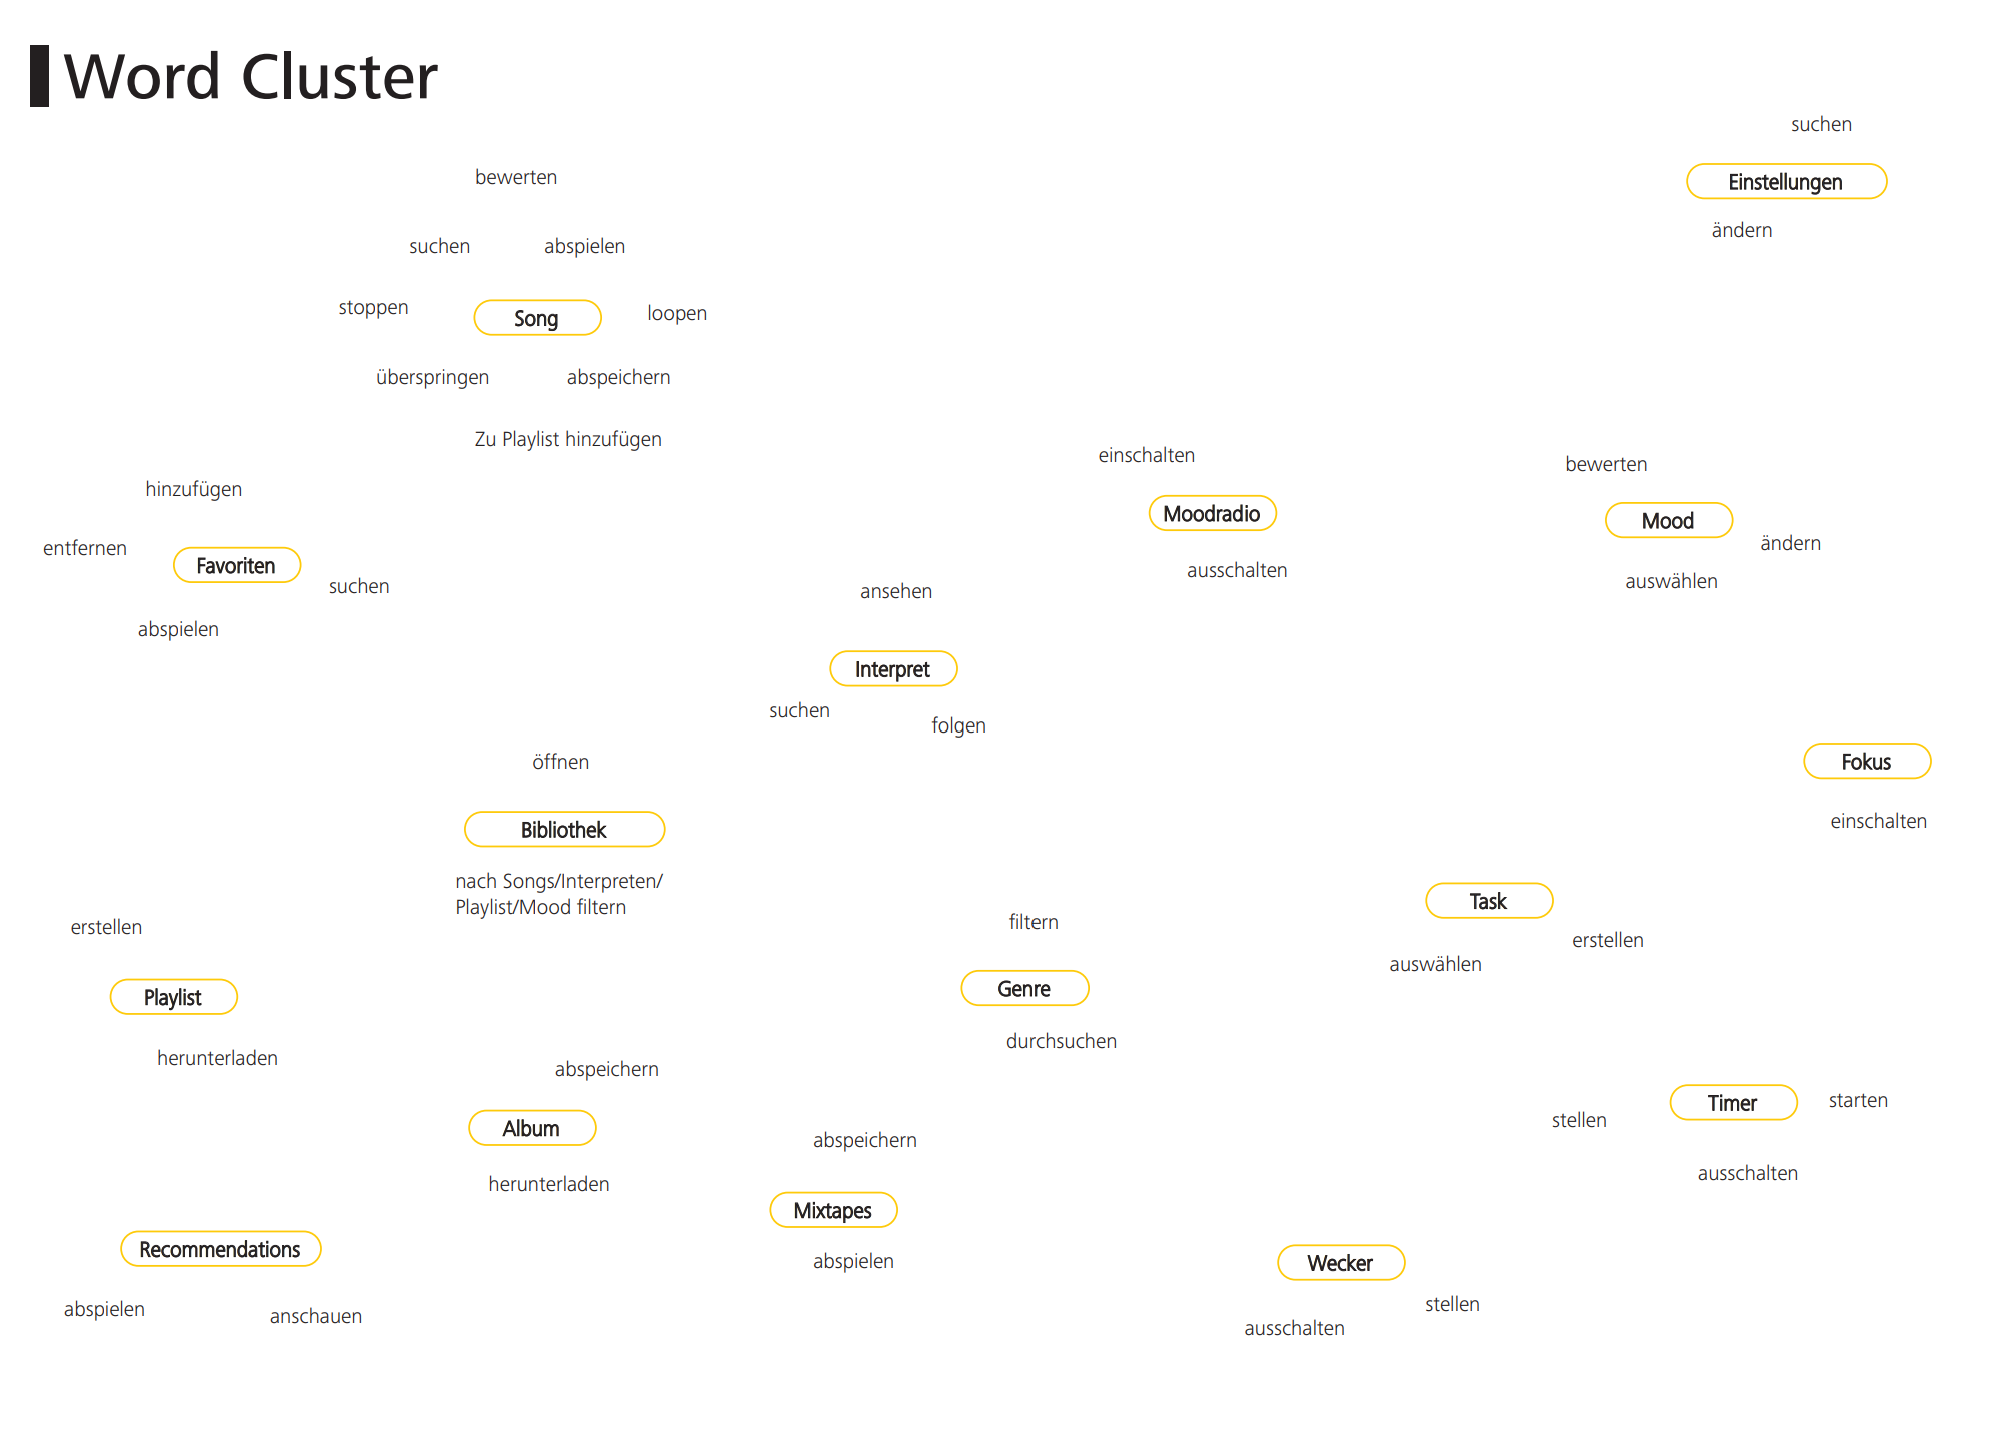 Word Cluster
suchen
Einstellungen
ändern
bewerten
suchen
abspielen
stoppen
Song
loopen
überspringen
abspeichern
Zu Playlist hinzufügen
hinzufügen
entfernen
Favoriten
suchen
abspielen
einschalten
Moodradio
ausschalten
bewerten
Mood
ändern
auswählen
ansehen
Interpret
suchen
folgen
öffnen
Bibliothek
nach Songs/Interpreten/
Playlist/Mood filtern
Fokus
einschalten
erstellen
Playlist
herunterladen
filtern
Genre
durchsuchen
Task
erstellen
auswählen
abspeichern
Album
herunterladen
abspeichern
Mixtapes
abspielen
Timer
starten
stellen
ausschalten
Recommendations
abspielen
anschauen
Wecker
stellen
ausschalten